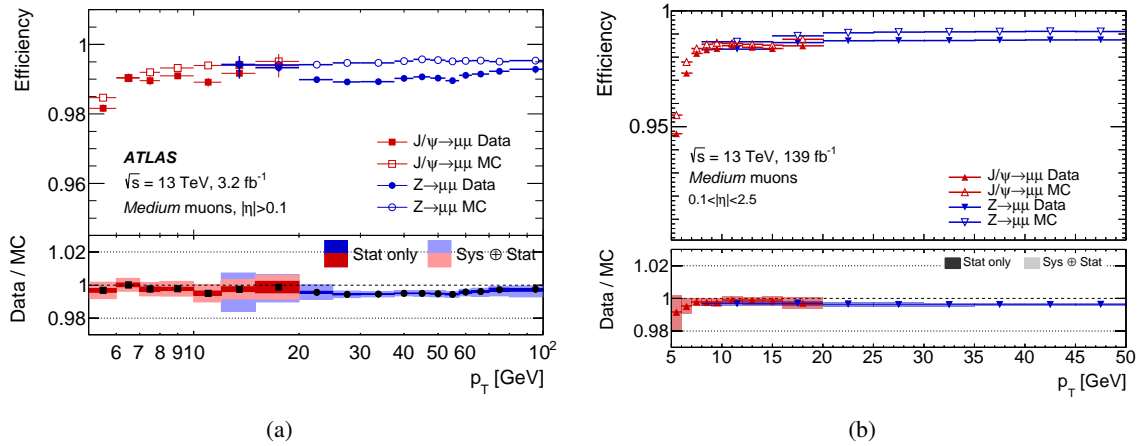 Efficiency
1
0.98
0.96
ATLAS
√s = 13 TeV, 3.2 fb⁻¹
Medium muons, |η|>0.1
J/ψ→μμ Data
J/ψ→μμ MC
Z→μμ Data
Z→μμ MC
Data / MC
1.02
1
0.98
Stat only
Sys ⊕ Stat
6 7 8 9 10 20 30 40 50 60 10²
p_T [GeV]
(a)
Efficiency
1
0.95
√s = 13 TeV, 139 fb⁻¹
Medium muons
0.1<|η|<2.5
J/ψ→μμ Data
J/ψ→μμ MC
Z→μμ Data
Z→μμ MC
Data / MC
1.02
1
0.98
Stat only
Sys ⊕ Stat
5 10 15 20 25 30 35 40 45 50
p_T [GeV]
(b)